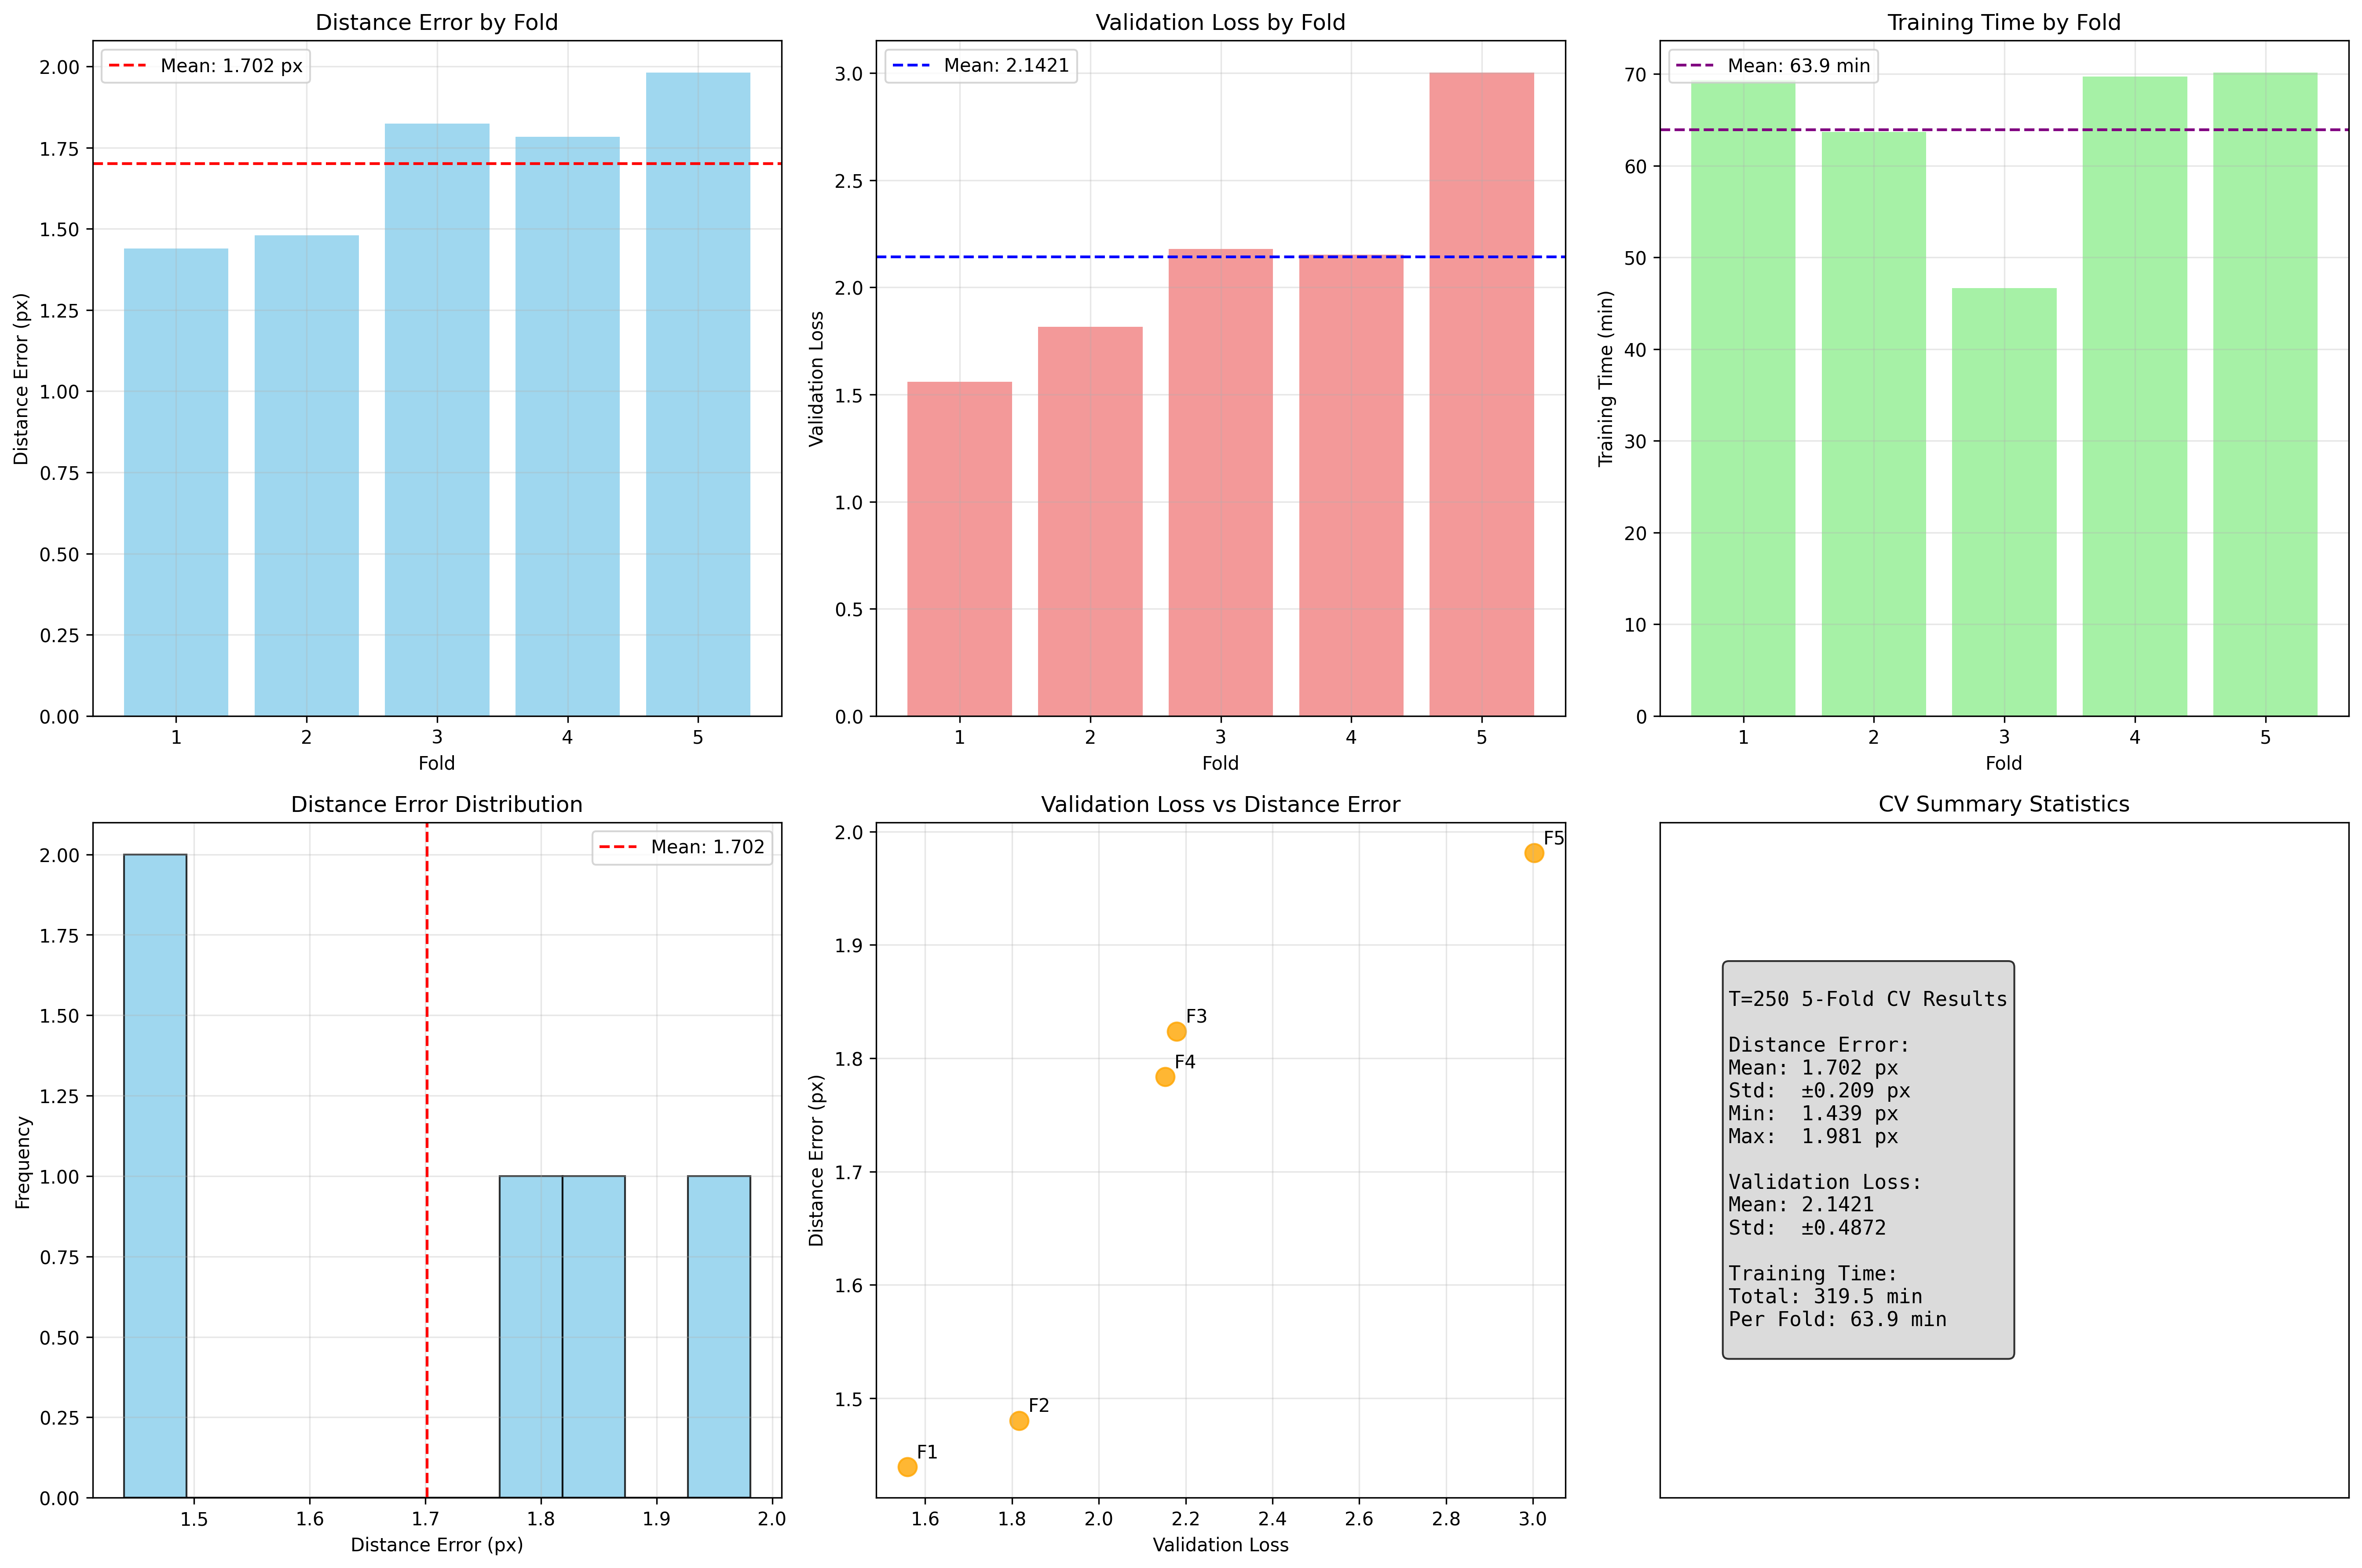 Distance Error by Fold
Mean: 1.702 px
2.00
1.75
1.50
1.25
1.00
0.75
0.50
0.25
0.00
Distance Error (px)
1 2 3 4 5
Fold
Validation Loss by Fold
Mean: 2.1421
3.0
2.5
2.0
1.5
1.0
0.5
0.0
Validation Loss
1 2 3 4 5
Fold
Training Time by Fold
Mean: 63.9 min
70
60
50
40
30
20
10
0
Training Time (min)
1 2 3 4 5
Fold
Distance Error Distribution
Mean: 1.702
2.00
1.75
1.50
1.25
1.00
0.75
0.50
0.25
0.00
Frequency
1.5 1.6 1.7 1.8 1.9 2.0
Distance Error (px)
Validation Loss vs Distance Error
2.0
1.9
1.8
1.7
1.6
1.5
Distance Error (px)
F5
F3
F4
F2
F1
1.6 1.8 2.0 2.2 2.4 2.6 2.8 3.0
Validation Loss
CV Summary Statistics
T=250 5-Fold CV Results
Distance Error:
Mean: 1.702 px
Std: ±0.209 px
Min: 1.439 px
Max: 1.981 px
Validation Loss:
Mean: 2.1421
Std: ±0.4872
Training Time:
Total: 319.5 min
Per Fold: 63.9 min